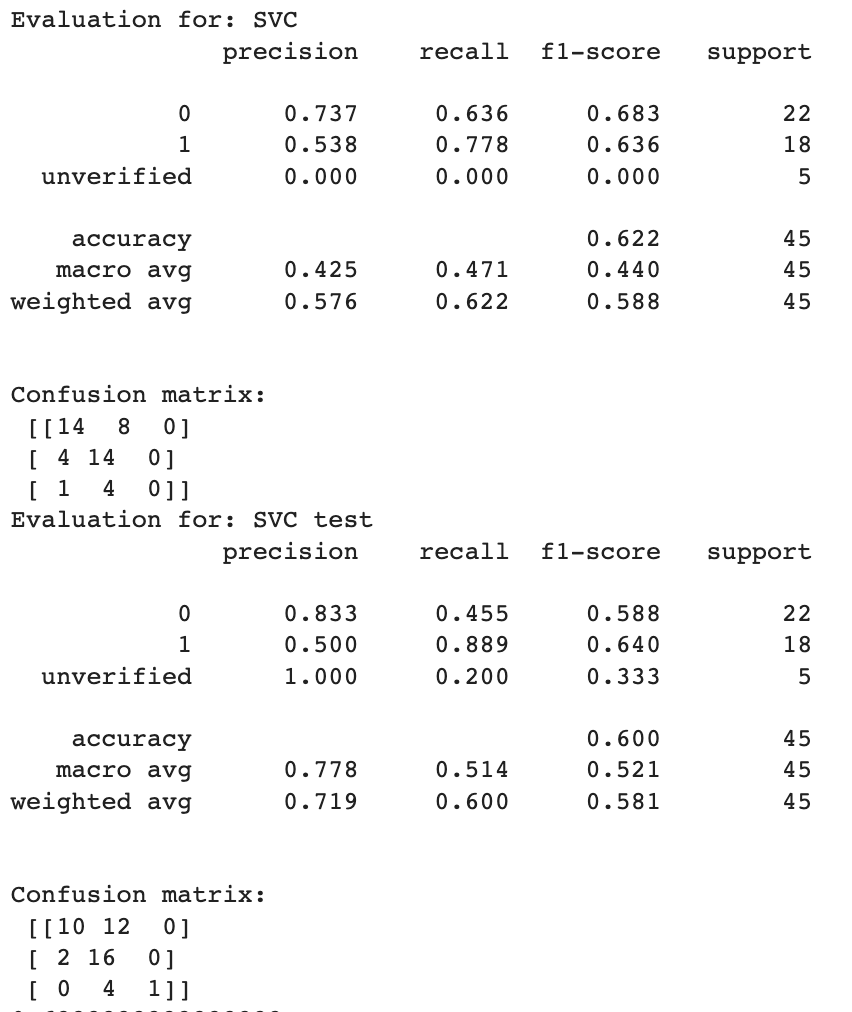 Evaluation for: SVC
precision recall f1-score support
0 0.737 0.636 0.683 22
1 0.538 0.778 0.636 18
unverified 0.000 0.000 0.000 5
accuracy 0.622 45
macro avg 0.425 0.471 0.440 45
weighted avg 0.576 0.622 0.588 45
Confusion matrix:
[[14 8 0]
[ 4 14 0]
[ 1 4 0]]
Evaluation for: SVC test
precision recall f1-score support
0 0.833 0.455 0.588 22
1 0.500 0.889 0.640 18
unverified 1.000 0.200 0.333 5
accuracy 0.600 45
macro avg 0.778 0.514 0.521 45
weighted avg 0.719 0.600 0.581 45
Confusion matrix:
[[10 12 0]
[ 2 16 0]
[ 0 4 1]]